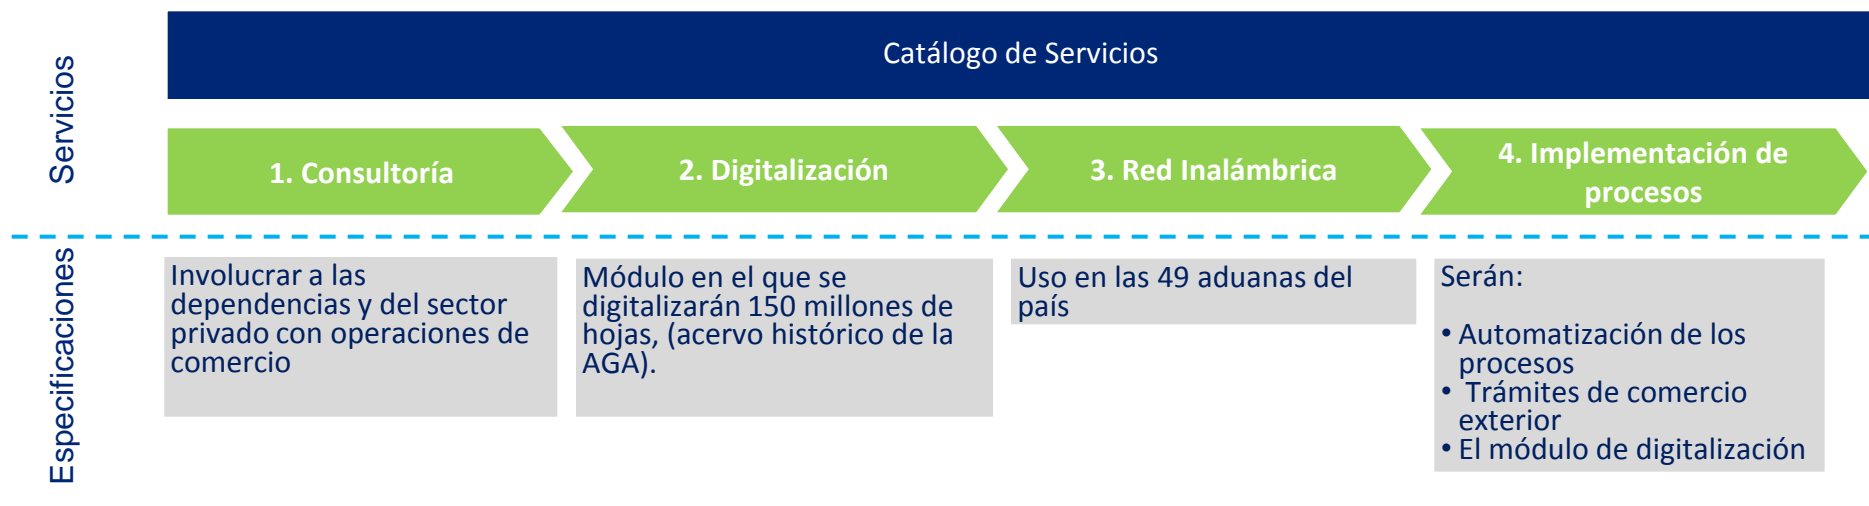 Servicios
Catálogo de Servicios
1. Consultoría
2. Digitalización
3. Red Inalámbrica
4. Implementación de
procesos
Especificaciones
Involucrar a las
dependencias y del sector
privado con operaciones de
comercio
Módulo en el que se
digitalizarán 150 millones de
hojas, (acervo histórico de la
AGA).
Uso en las 49 aduanas del
país
Serán:
• Automatización de los
procesos
• Trámites de comercio
exterior
• El módulo de digitalización